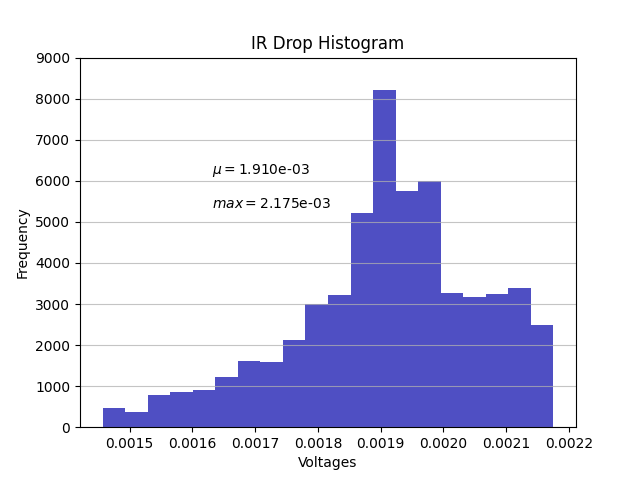 IR Drop Histogram
9000
8000
7000
6000
5000
4000
3000
2000
1000
0
Frequency
μ = 1.910e-03
max = 2.175e-03
0.0015 0.0016 0.0017 0.0018 0.0019 0.0020 0.0021 0.0022
Voltages